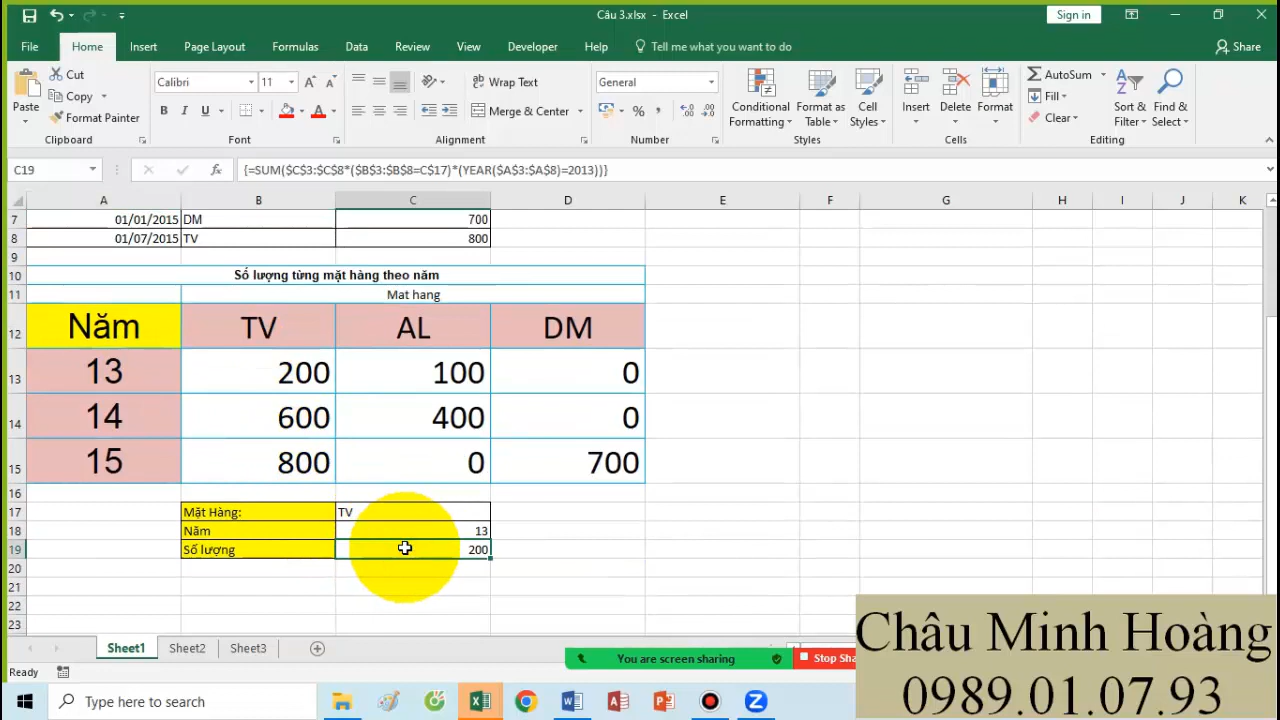 Câu 3.xlsx - Excel
Sign in
File Home Insert Page Layout Formulas Data Review View Developer Help Tell me what you want to do Share
Paste
Cut
Copy
Format Painter
Clipboard
Calibri 11
B I U
Font
Wrap Text
Merge & Center
Alignment
General
%
Number
Conditional Formatting
Format as Table
Cell Styles
Styles
Insert Delete Format
Cells
AutoSum
Fill
Clear
Sort & Filter
Find & Select
Editing
C19 fx {=SUM($C$3:$C$8*($B$3:$B$8=C$17)*(YEAR($A$3:$A$8)=2013))}
A B C D E F G H I J K
7 01/01/2015 DM 700
8 01/07/2015 TV 800
9
10 Số lượng từng mặt hàng theo năm
11 Mat hang
12 Năm TV AL DM
13 13 200 100 0
14 14 600 400 0
15 15 800 0 700
16
17 Mặt Hàng: TV
18 Năm 13
19 Số lượng 200
20
21
22
23
Sheet1 Sheet2 Sheet3
Ready
You are screen sharing
Stop Sha
Type here to search
Châu Minh Hoàng
0989.01.07.93